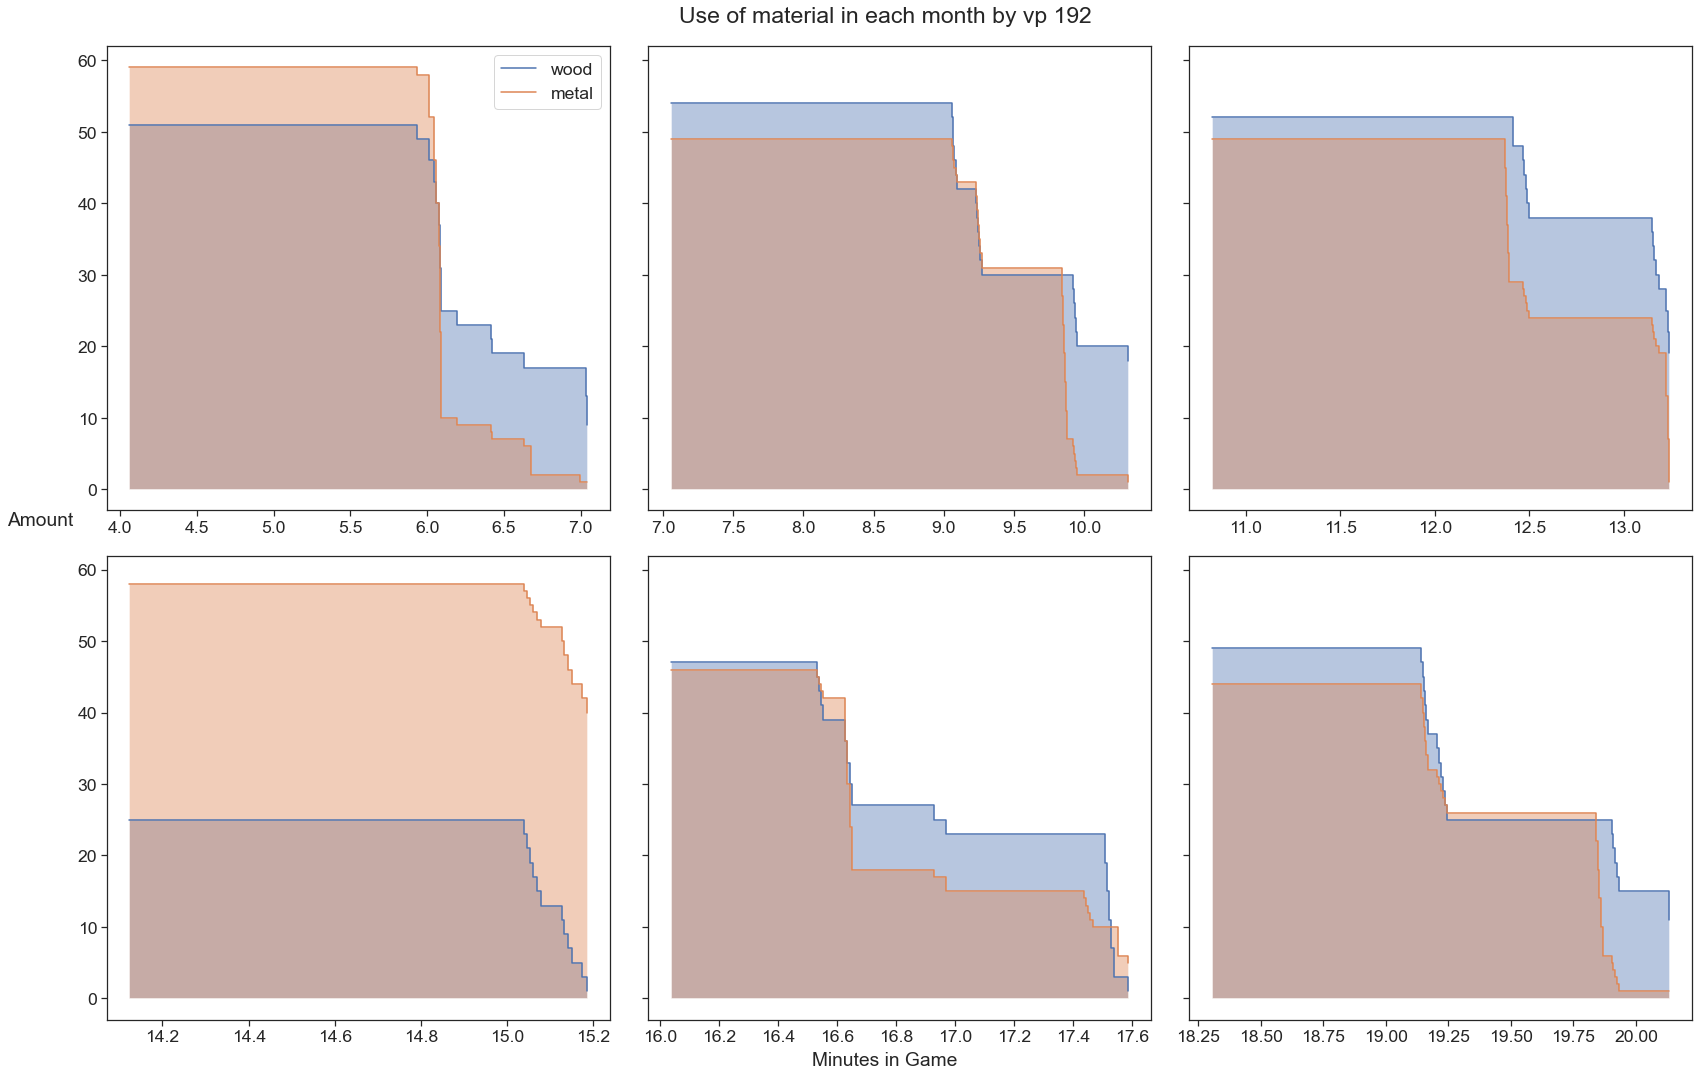 Use of material in each month by vp 192
wood
metal
60
50
40
30
20
10
0
4.0 4.5 5.0 5.5 6.0 6.5 7.0
7.0 7.5 8.0 8.5 9.0 9.5 10.0
11.0 11.5 12.0 12.5 13.0
Amount
60
50
40
30
20
10
0
14.2 14.4 14.6 14.8 15.0 15.2
16.0 16.2 16.4 16.6 16.8 17.0 17.2 17.4 17.6
18.25 18.50 18.75 19.00 19.25 19.50 19.75 20.00
Minutes in Game